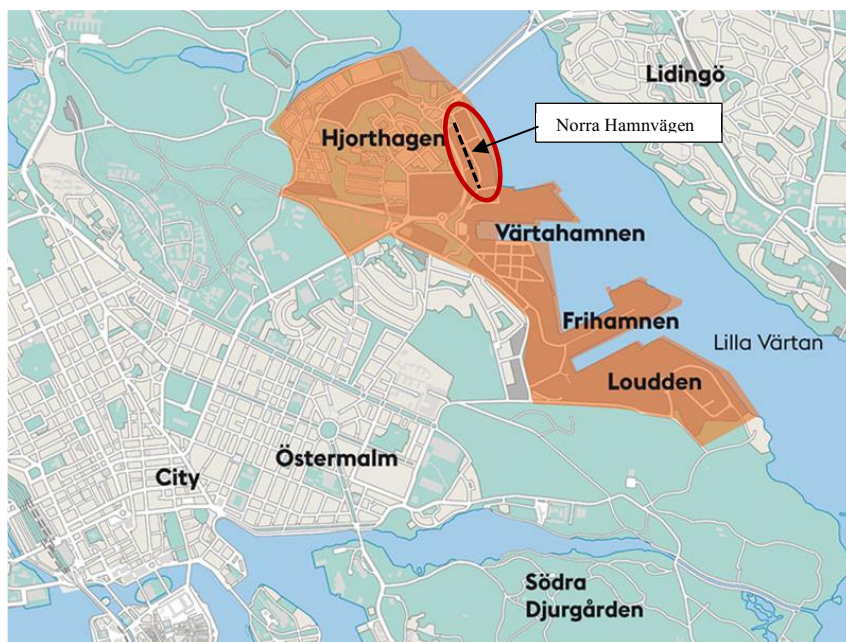 Lidingö
Norra Hamnvägen
Hjorthagen
Värtahamnen
Frihamnen
Lilla Värtan
Loudden
Östermalm
City
Södra
Djurgården